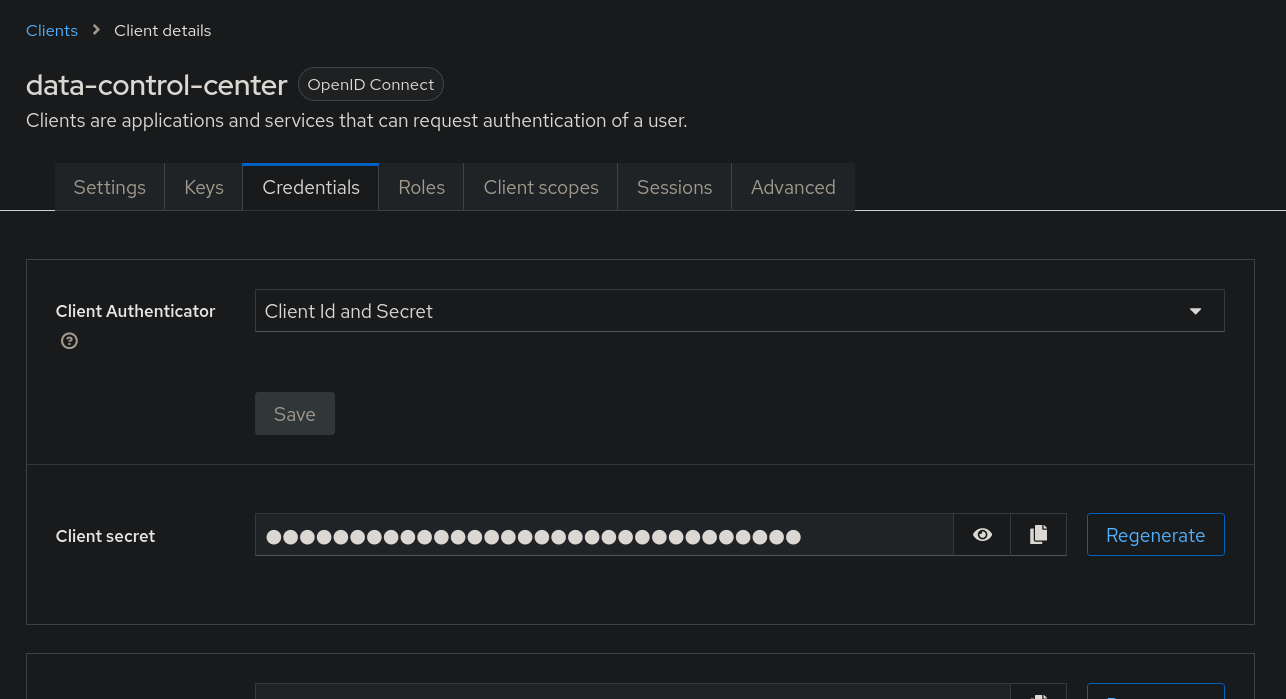 Clients > Client details
data-control-center OpenID Connect
Clients are applications and services that can request authentication of a user.
Settings Keys Credentials Roles Client scopes Sessions Advanced
Client Authenticator Client Id and Secret
Save
Client secret ●●●●●●●●●●●●●●●●●●●●●●●●●●●●●●●● Regenerate